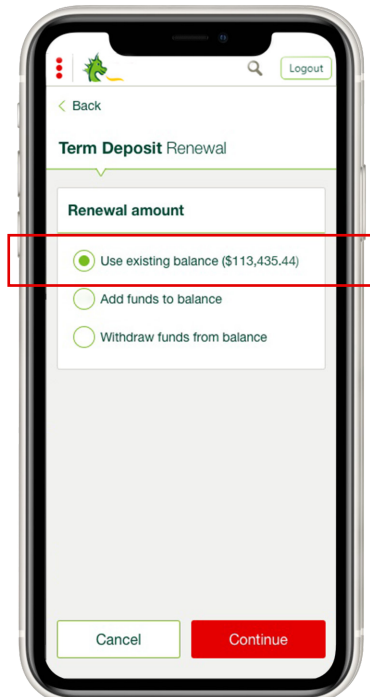 Logout
< Back
Term Deposit Renewal
Renewal amount
Use existing balance ($113,435.44)
Add funds to balance
Withdraw funds from balance
Cancel
Continue